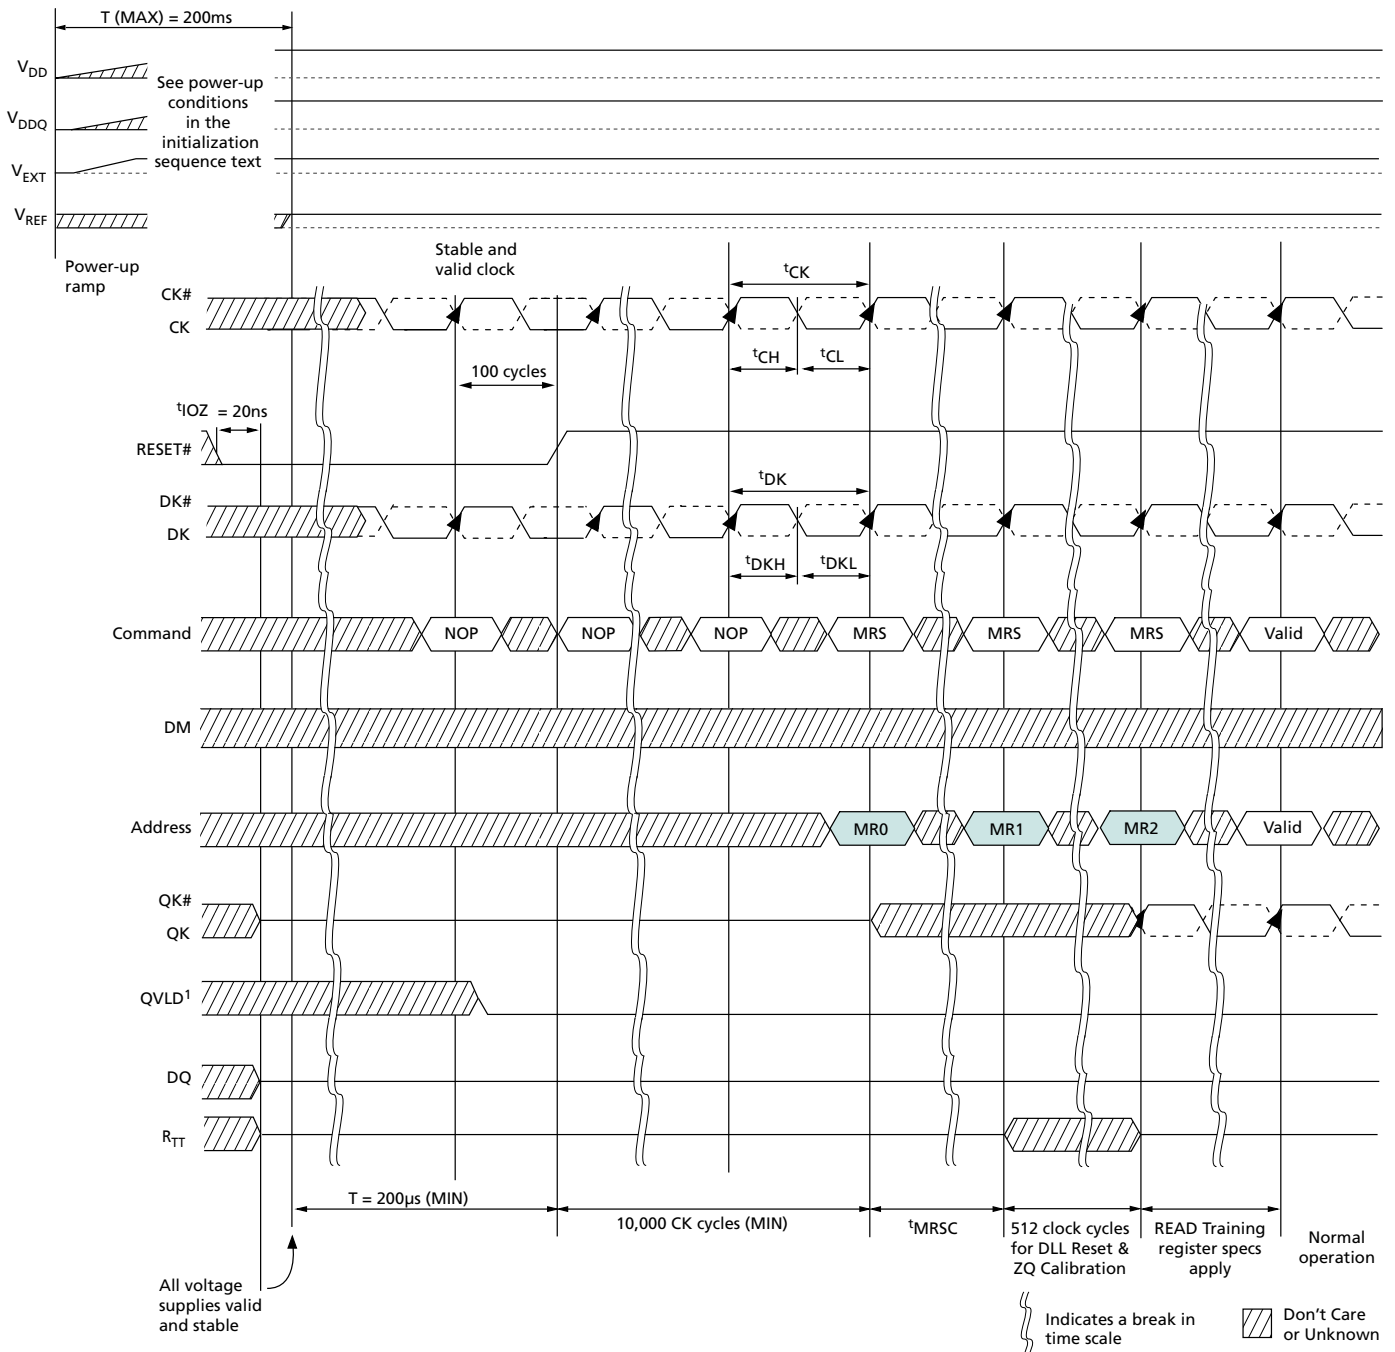 T (MAX) = 200ms
VDD
VDDQ
VEXT
VREF
See power-up
conditions
in the
initialization
sequence text
Power-up
ramp
Stable and
valid clock
tCK
CK#
CK
tCH
tCL
100 cycles
tIOZ = 20ns
RESET#
tDK
DK#
DK
tDKH
tDKL
Command
NOP
NOP
NOP
MRS
MRS
MRS
Valid
DM
Address
MR0
MR1
MR2
Valid
QK#
QK
QVLD1
DQ
RTT
T = 200µs (MIN)
10,000 CK cycles (MIN)
tMRSC
512 clock cycles
for DLL Reset &
ZQ Calibration
READ Training
register specs
apply
Normal
operation
All voltage
supplies valid
and stable
Indicates a break in
time scale
Don't Care
or Unknown